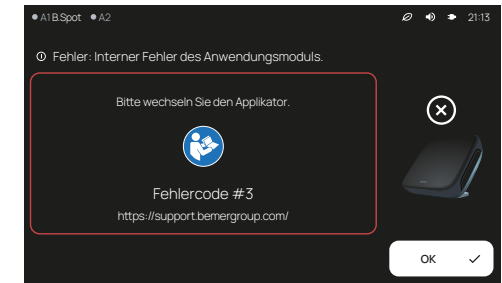 A1 B.Spot A2 21:13
Fehler: Interner Fehler des Anwendungsmoduls.
Bitte wechseln Sie den Applikator.
Fehlercode #3
https://support.bemergroup.com/
OK